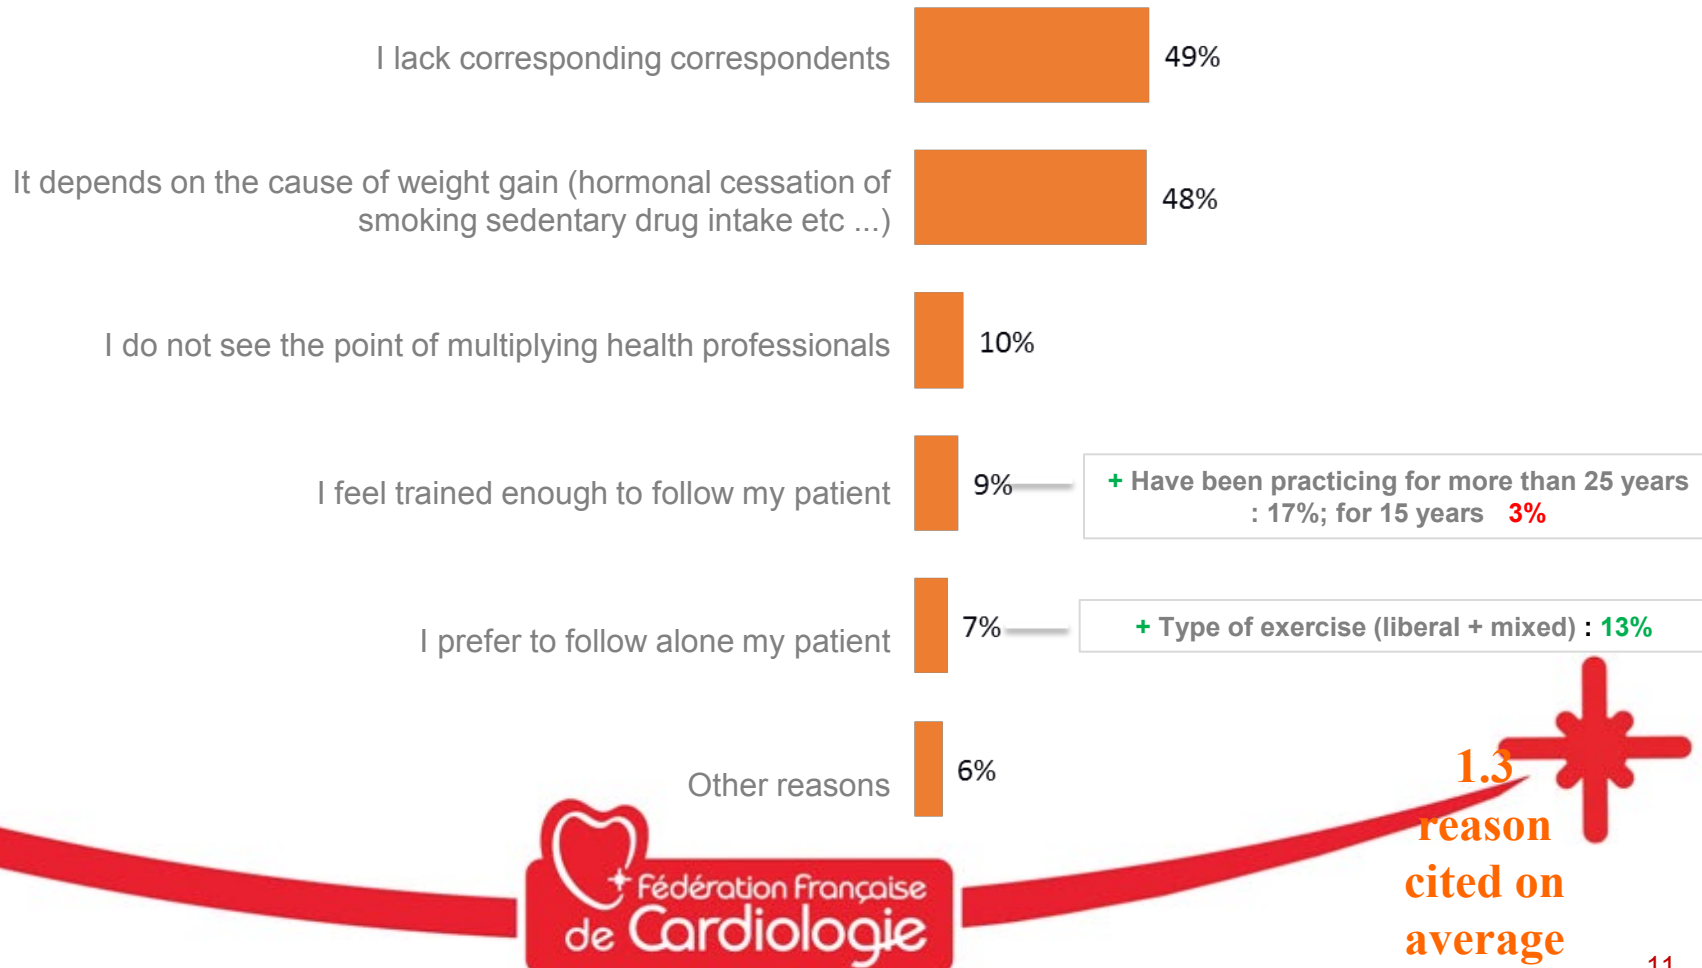 I lack corresponding correspondents
49%
It depends on the cause of weight gain (hormonal cessation of
smoking sedentary drug intake etc ...)
48%
I do not see the point of multiplying health professionals
10%
I feel trained enough to follow my patient
9%
+ Have been practicing for more than 25 years
: 17%; for 15 years 3%
I prefer to follow alone my patient
7%
+ Type of exercise (liberal + mixed) : 13%
Other reasons
6%
1.3
reason
cited on
average
Fédération Française
de Cardiologie
11